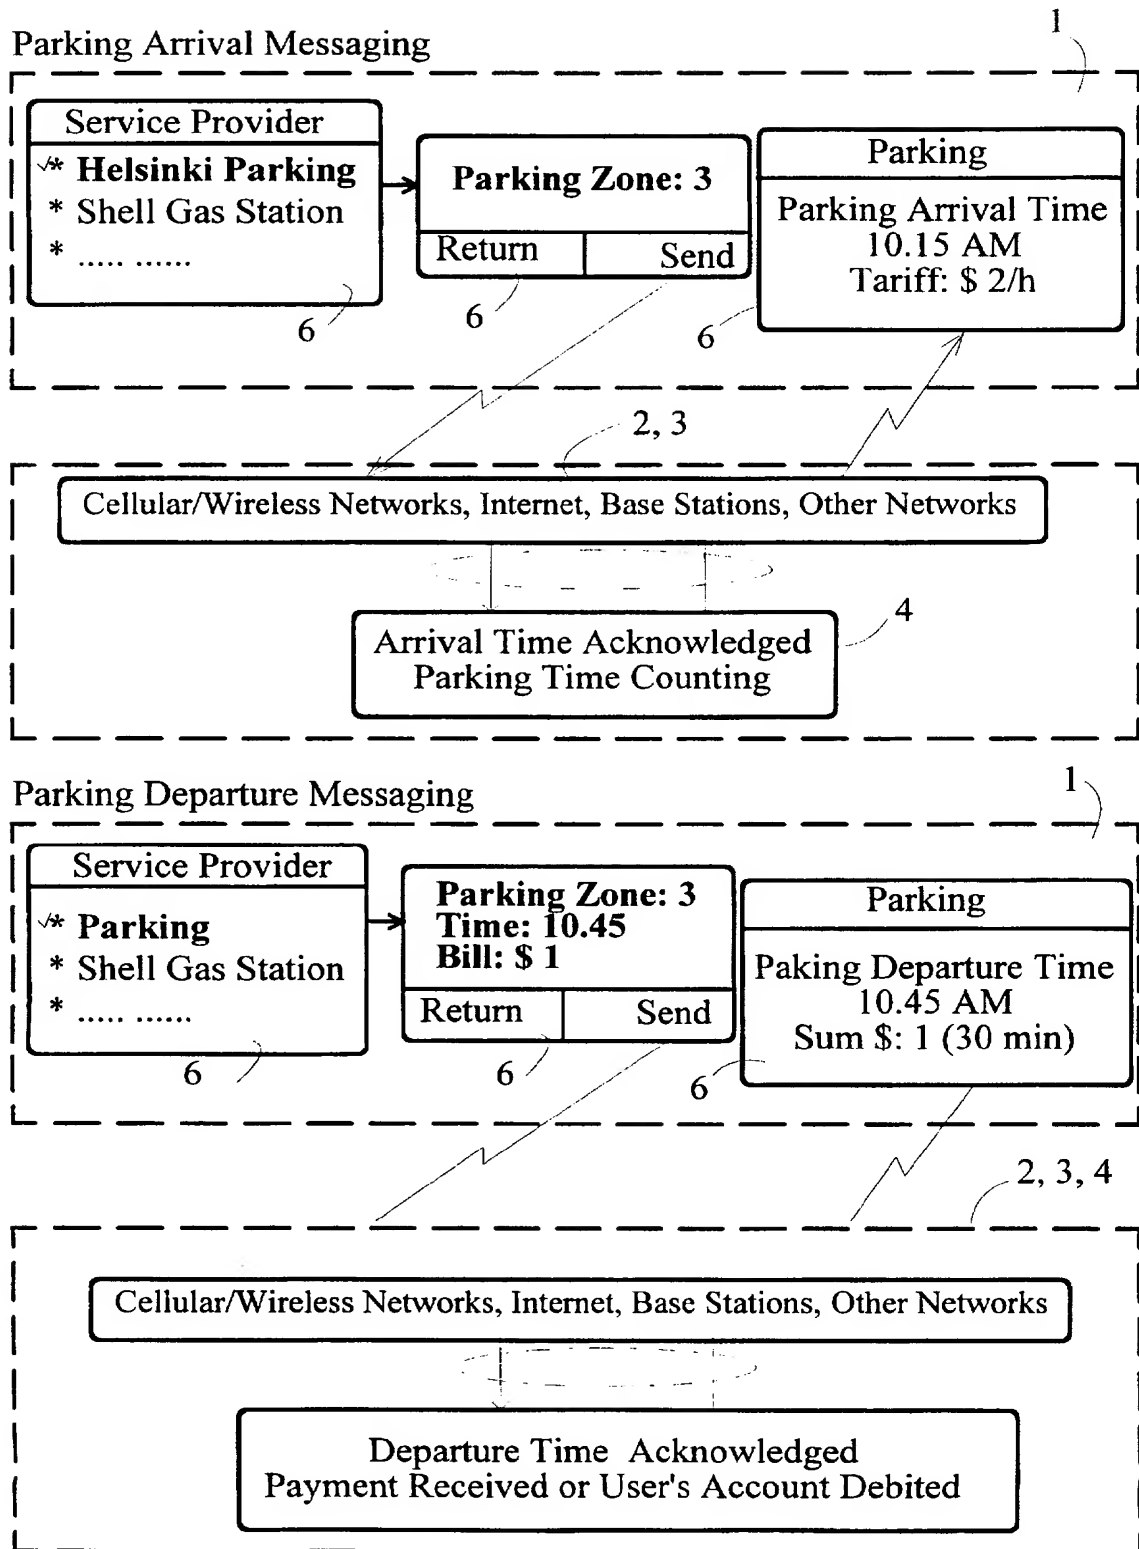 1
Parking Arrival Messaging
Service Provider
✓* Helsinki Parking
* Shell Gas Station
* ..... ......
6
Parking Zone: 3
Return Send
6
Parking
Parking Arrival Time
10.15 AM
Tariff: $ 2/h
6
2, 3
Cellular/Wireless Networks, Internet, Base Stations, Other Networks
4
Arrival Time Acknowledged
Parking Time Counting
Parking Departure Messaging
1
Service Provider
✓* Parking
* Shell Gas Station
* ..... ......
6
Parking Zone: 3
Time: 10.45
Bill: $ 1
Return Send
6
Parking
Paking Departure Time
10.45 AM
Sum $: 1 (30 min)
6
2, 3, 4
Cellular/Wireless Networks, Internet, Base Stations, Other Networks
Departure Time Acknowledged
Payment Received or User's Account Debited